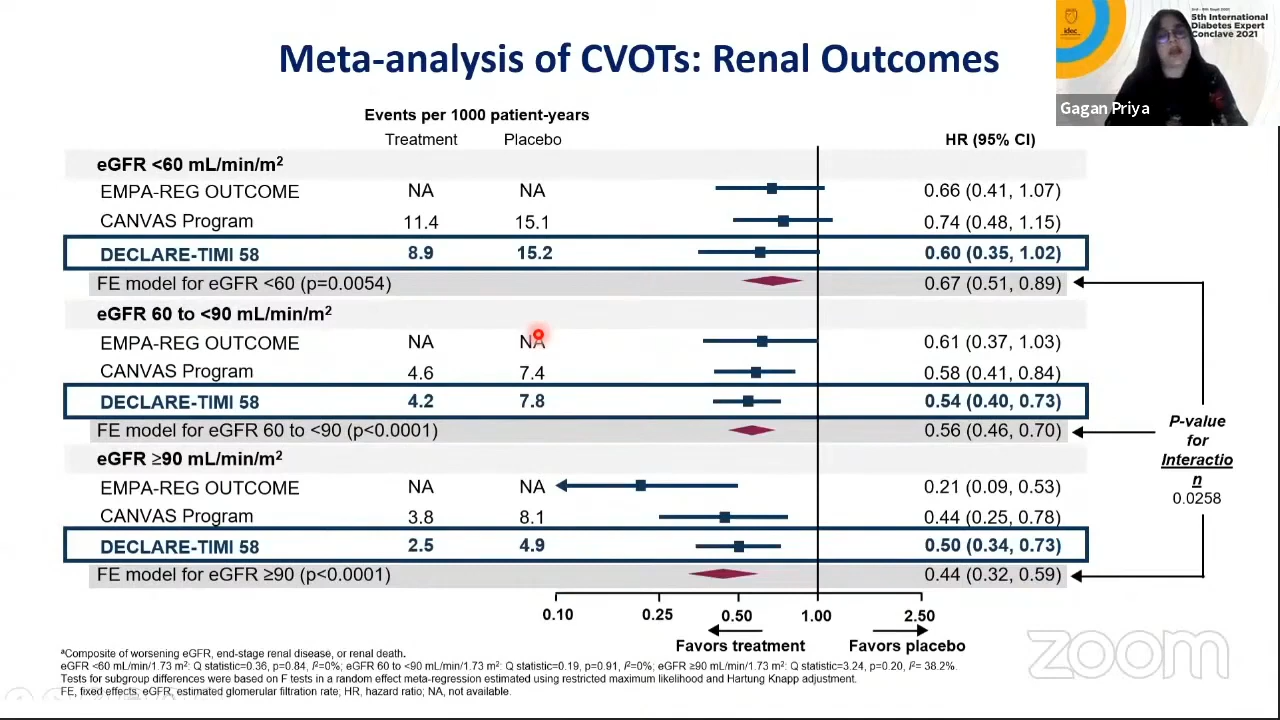 Meta-analysis of CVOTs: Renal Outcomes
2nd - 5th Sept 2021
5th International
Diabetes Expert
Conclave 2021
idec
Gagan Priya
Events per 1000 patient-years
Treatment Placebo HR (95% CI)
eGFR <60 mL/min/m²
EMPA-REG OUTCOME NA NA 0.66 (0.41, 1.07)
CANVAS Program 11.4 15.1 0.74 (0.48, 1.15)
DECLARE-TIMI 58 8.9 15.2 0.60 (0.35, 1.02)
FE model for eGFR <60 (p=0.0054) 0.67 (0.51, 0.89)
eGFR 60 to <90 mL/min/m²
EMPA-REG OUTCOME NA NA 0.61 (0.37, 1.03)
CANVAS Program 4.6 7.4 0.58 (0.41, 0.84)
DECLARE-TIMI 58 4.2 7.8 0.54 (0.40, 0.73)
FE model for eGFR 60 to <90 (p<0.0001) 0.56 (0.46, 0.70)
eGFR ≥90 mL/min/m²
EMPA-REG OUTCOME NA NA 0.21 (0.09, 0.53)
CANVAS Program 3.8 8.1 0.44 (0.25, 0.78)
DECLARE-TIMI 58 2.5 4.9 0.50 (0.34, 0.73)
FE model for eGFR ≥90 (p<0.0001) 0.44 (0.32, 0.59)
P-value
for
Interactio
n
0.0258
0.10 0.25 0.50 1.00 2.50
Favors treatment Favors placebo
ᵃComposite of worsening eGFR, end-stage renal disease, or renal death.
eGFR <60 mL/min/1.73 m²: Q statistic=0.36, p=0.84, I²=0%; eGFR 60 to <90 mL/min/1.73 m²: Q statistic=0.19, p=0.91, I²=0%; eGFR ≥90 mL/min/1.73 m²: Q statistic=3.24, p=0.20, I²= 38.2%.
Tests for subgroup differences were based on F tests in a random effect meta-regression estimated using restricted maximum likelihood and Hartung Knapp adjustment.
FE, fixed effects; eGFR, estimated glomerular filtration rate; HR, hazard ratio; NA, not available.
zoom